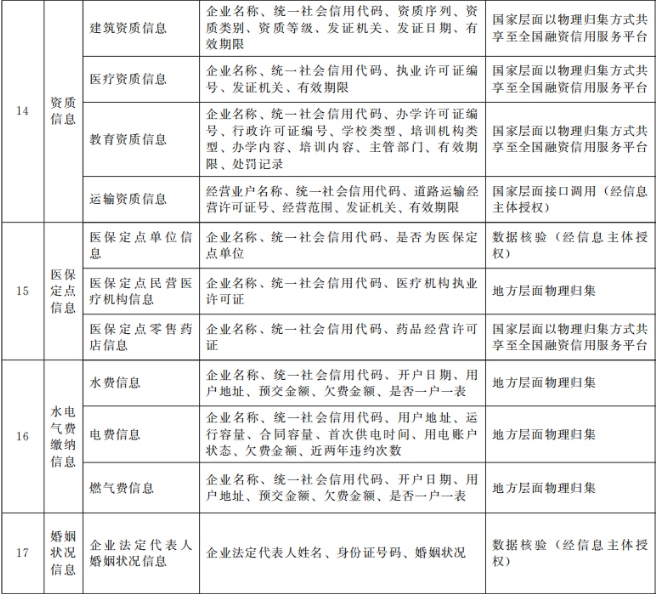 14
资质
信息
建筑资质信息
企业名称、统一社会信用代码、资质序列、资
质类别、资质等级、发证机关、发证日期、有
效期限
国家层面以物理归集方式共
享至全国融资信用服务平台
医疗资质信息
企业名称、统一社会信用代码、执业许可证编
号、发证机关、有效期限
国家层面以物理归集方式共
享至全国融资信用服务平台
教育资质信息
企业名称、统一社会信用代码、办学许可证编
号、行政许可证编号、学校类型、培训机构类
型、办学内容、培训内容、主管部门、有效期
限、处罚记录
国家层面以物理归集方式共
享至全国融资信用服务平台
运输资质信息
经营业户名称、统一社会信用代码、道路运输经
营许可证号、经营范围、发证机关、有效期限
国家层面接口调用（经信息
主体授权）
15
医保
定点
信息
医保定点单位信
息
企业名称、统一社会信用代码、是否为医保定
点单位
数据核验（经信息主体授
权）
医保定点民营医
疗机构信息
企业名称、统一社会信用代码、医疗机构执业
许可证
地方层面物理归集
医保定点零售药
店信息
企业名称、统一社会信用代码、药品经营许可
证
国家层面以物理归集方式共
享至全国融资信用服务平台
16
水电
气费
缴纳
信息
水费信息
企业名称、统一社会信用代码、开户日期、用
户地址、预交金额、欠费金额、是否一户一表
地方层面物理归集
电费信息
企业名称、统一社会信用代码、用户地址、运
行容量、合同容量、首次供电时间、用电账户
状态、欠费金额、近两年违约次数
地方层面物理归集
燃气费信息
企业名称、统一社会信用代码、开户日期、用
户地址、预交金额、欠费金额、是否一户一表
地方层面物理归集
17
婚姻
状况
信息
企业法定代表人
婚姻状况信息
企业法定代表人姓名、身份证号码、婚姻状况
数据核验（经信息主体授
权）